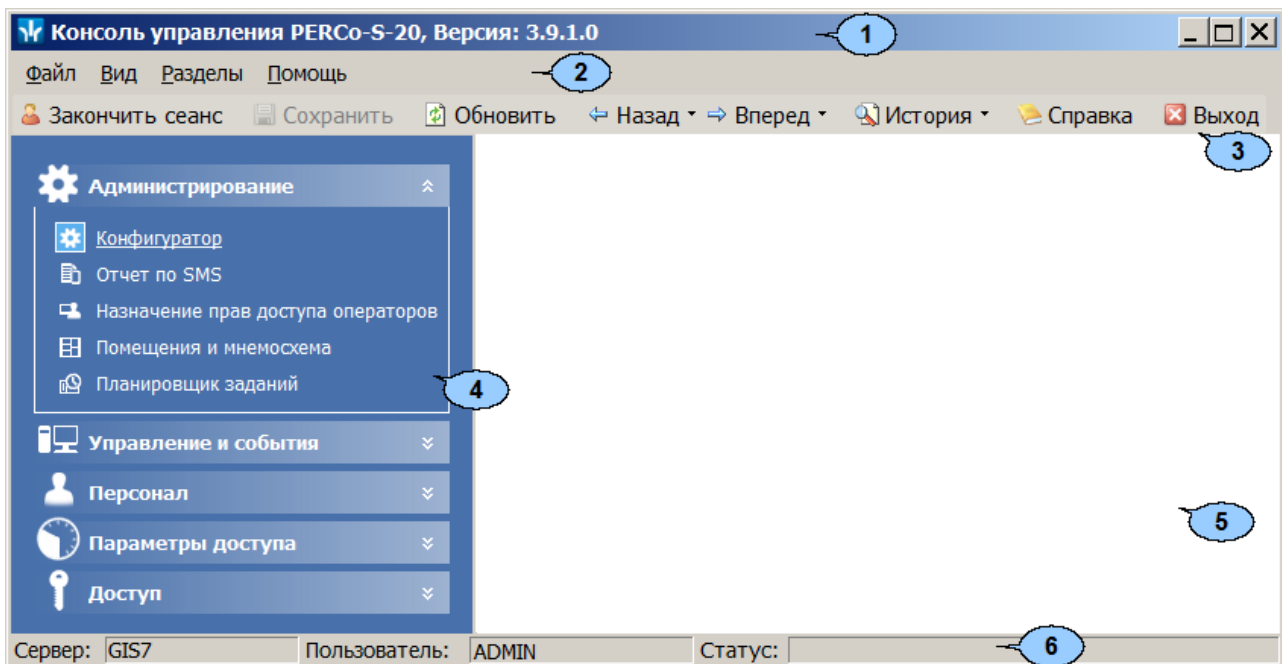 Консоль управления PERCo-S-20, Версия: 3.9.1.0
1
Файл Вид Разделы Помощь
2
Закончить сеанс Сохранить Обновить Назад Вперед История Справка Выход
3
Администрирование
Конфигуратор
Отчет по SMS
Назначение прав доступа операторов
Помещения и мнемосхема
Планировщик заданий
4
Управление и события
Персонал
5
Параметры доступа
Доступ
Сервер: GIS7 Пользователь: ADMIN Статус:
6